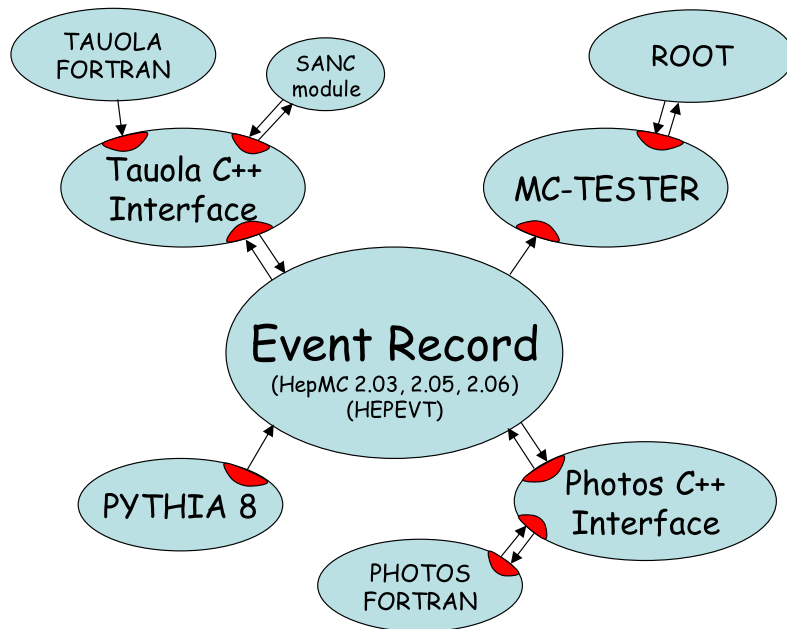 TAUOLA
FORTRAN
SANC
module
ROOT
Tauola C++
Interface
MC-TESTER
Event Record
(HepMC 2.03, 2.05, 2.06)
(HEPEVT)
PYTHIA 8
Photos C++
Interface
PHOTOS
FORTRAN